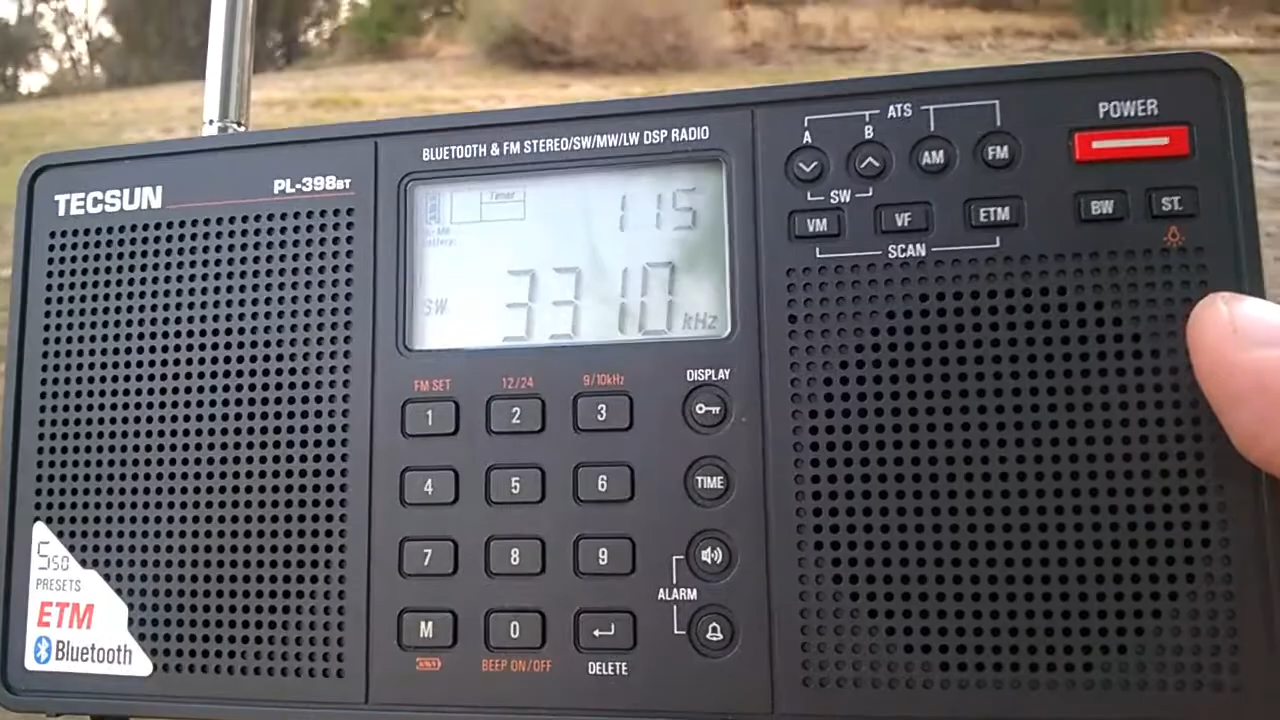 TECSUN
PL-398BT
BLUETOOTH & FM STEREO/SW/MW/LW DSP RADIO
Timer
115
SW
3310 kHz
ATS
A
B
AM
FM
SW
POWER
VM
VF
ETM
BW
ST.
SCAN
FM SET
12/24
9/10kHz
DISPLAY
1
2
3
4
5
6
TIME
7
8
9
ALARM
M
0
BEEP ON/OFF
DELETE
550
PRESETS
ETM
Bluetooth